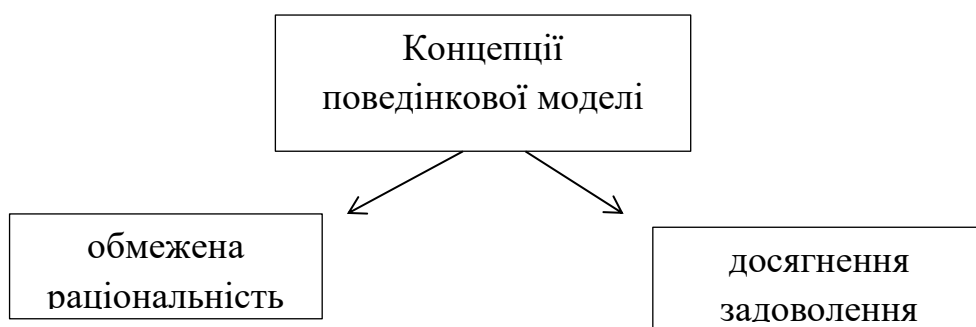 Концепції
поведінкової моделі
обмежена
раціональність
досягнення
задоволення